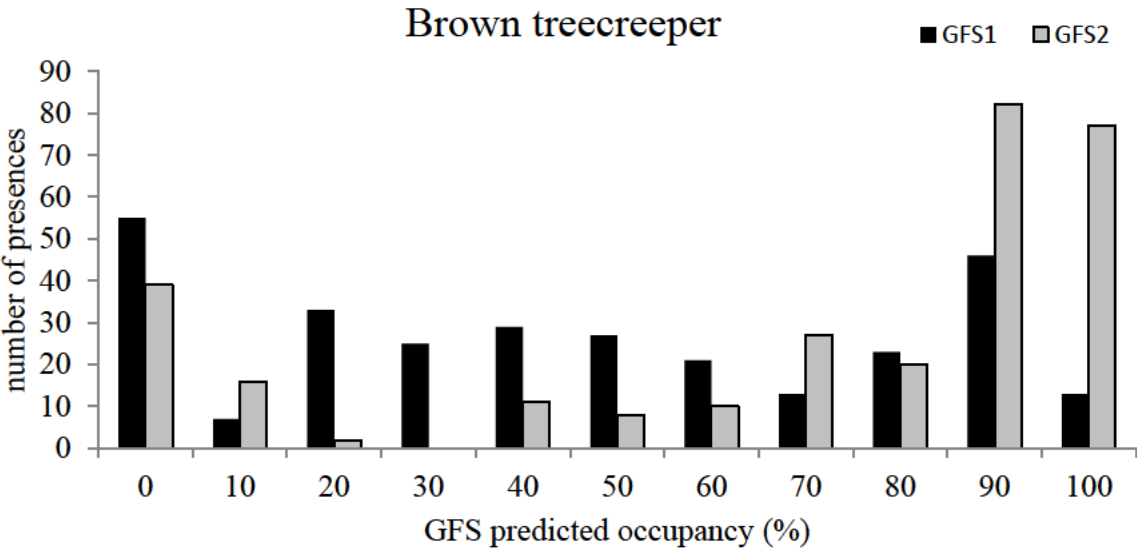 Brown treecreeper
GFS1 GFS2
90
80
70
60
50
40
30
20
10
0
number of presences
0 10 20 30 40 50 60 70 80 90 100
GFS predicted occupancy (%)